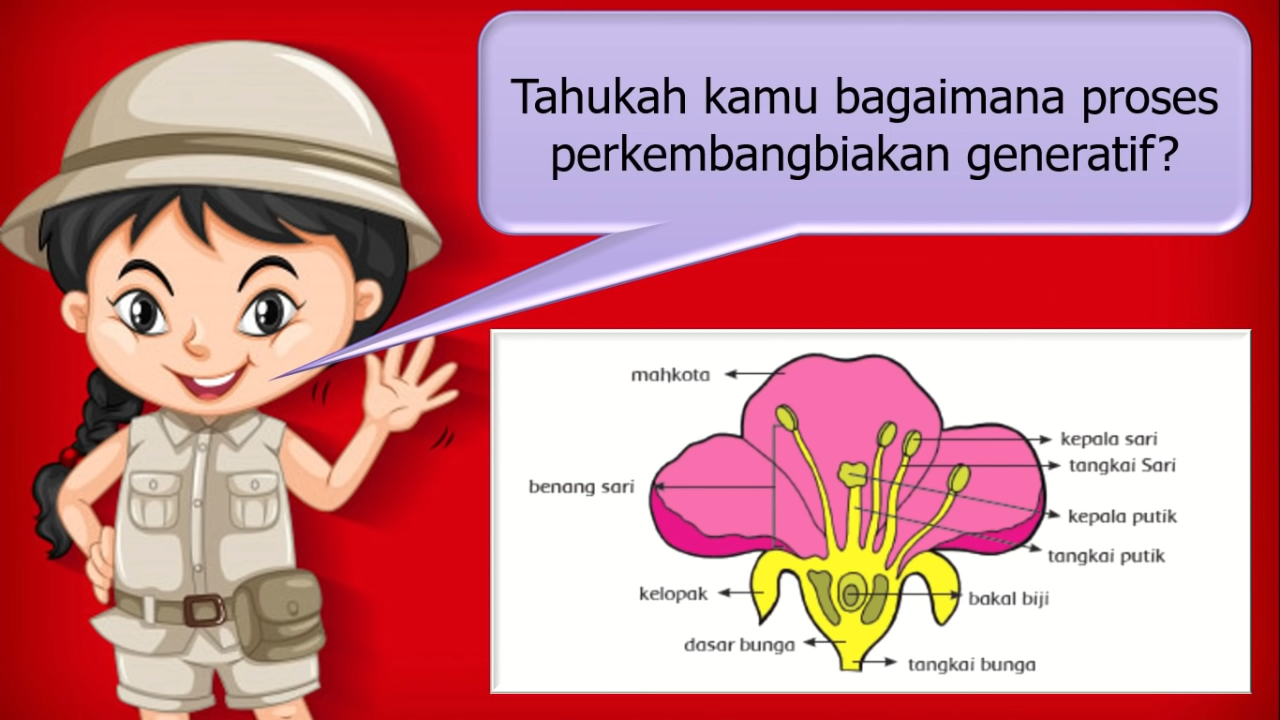 Tahukah kamu bagaimana proses
perkembangbiakan generatif?
mahkota
kepala sari
tangkai Sari
benang sari
kepala putik
tangkai putik
kelopak
bakal biji
dasar bunga
tangkai bunga